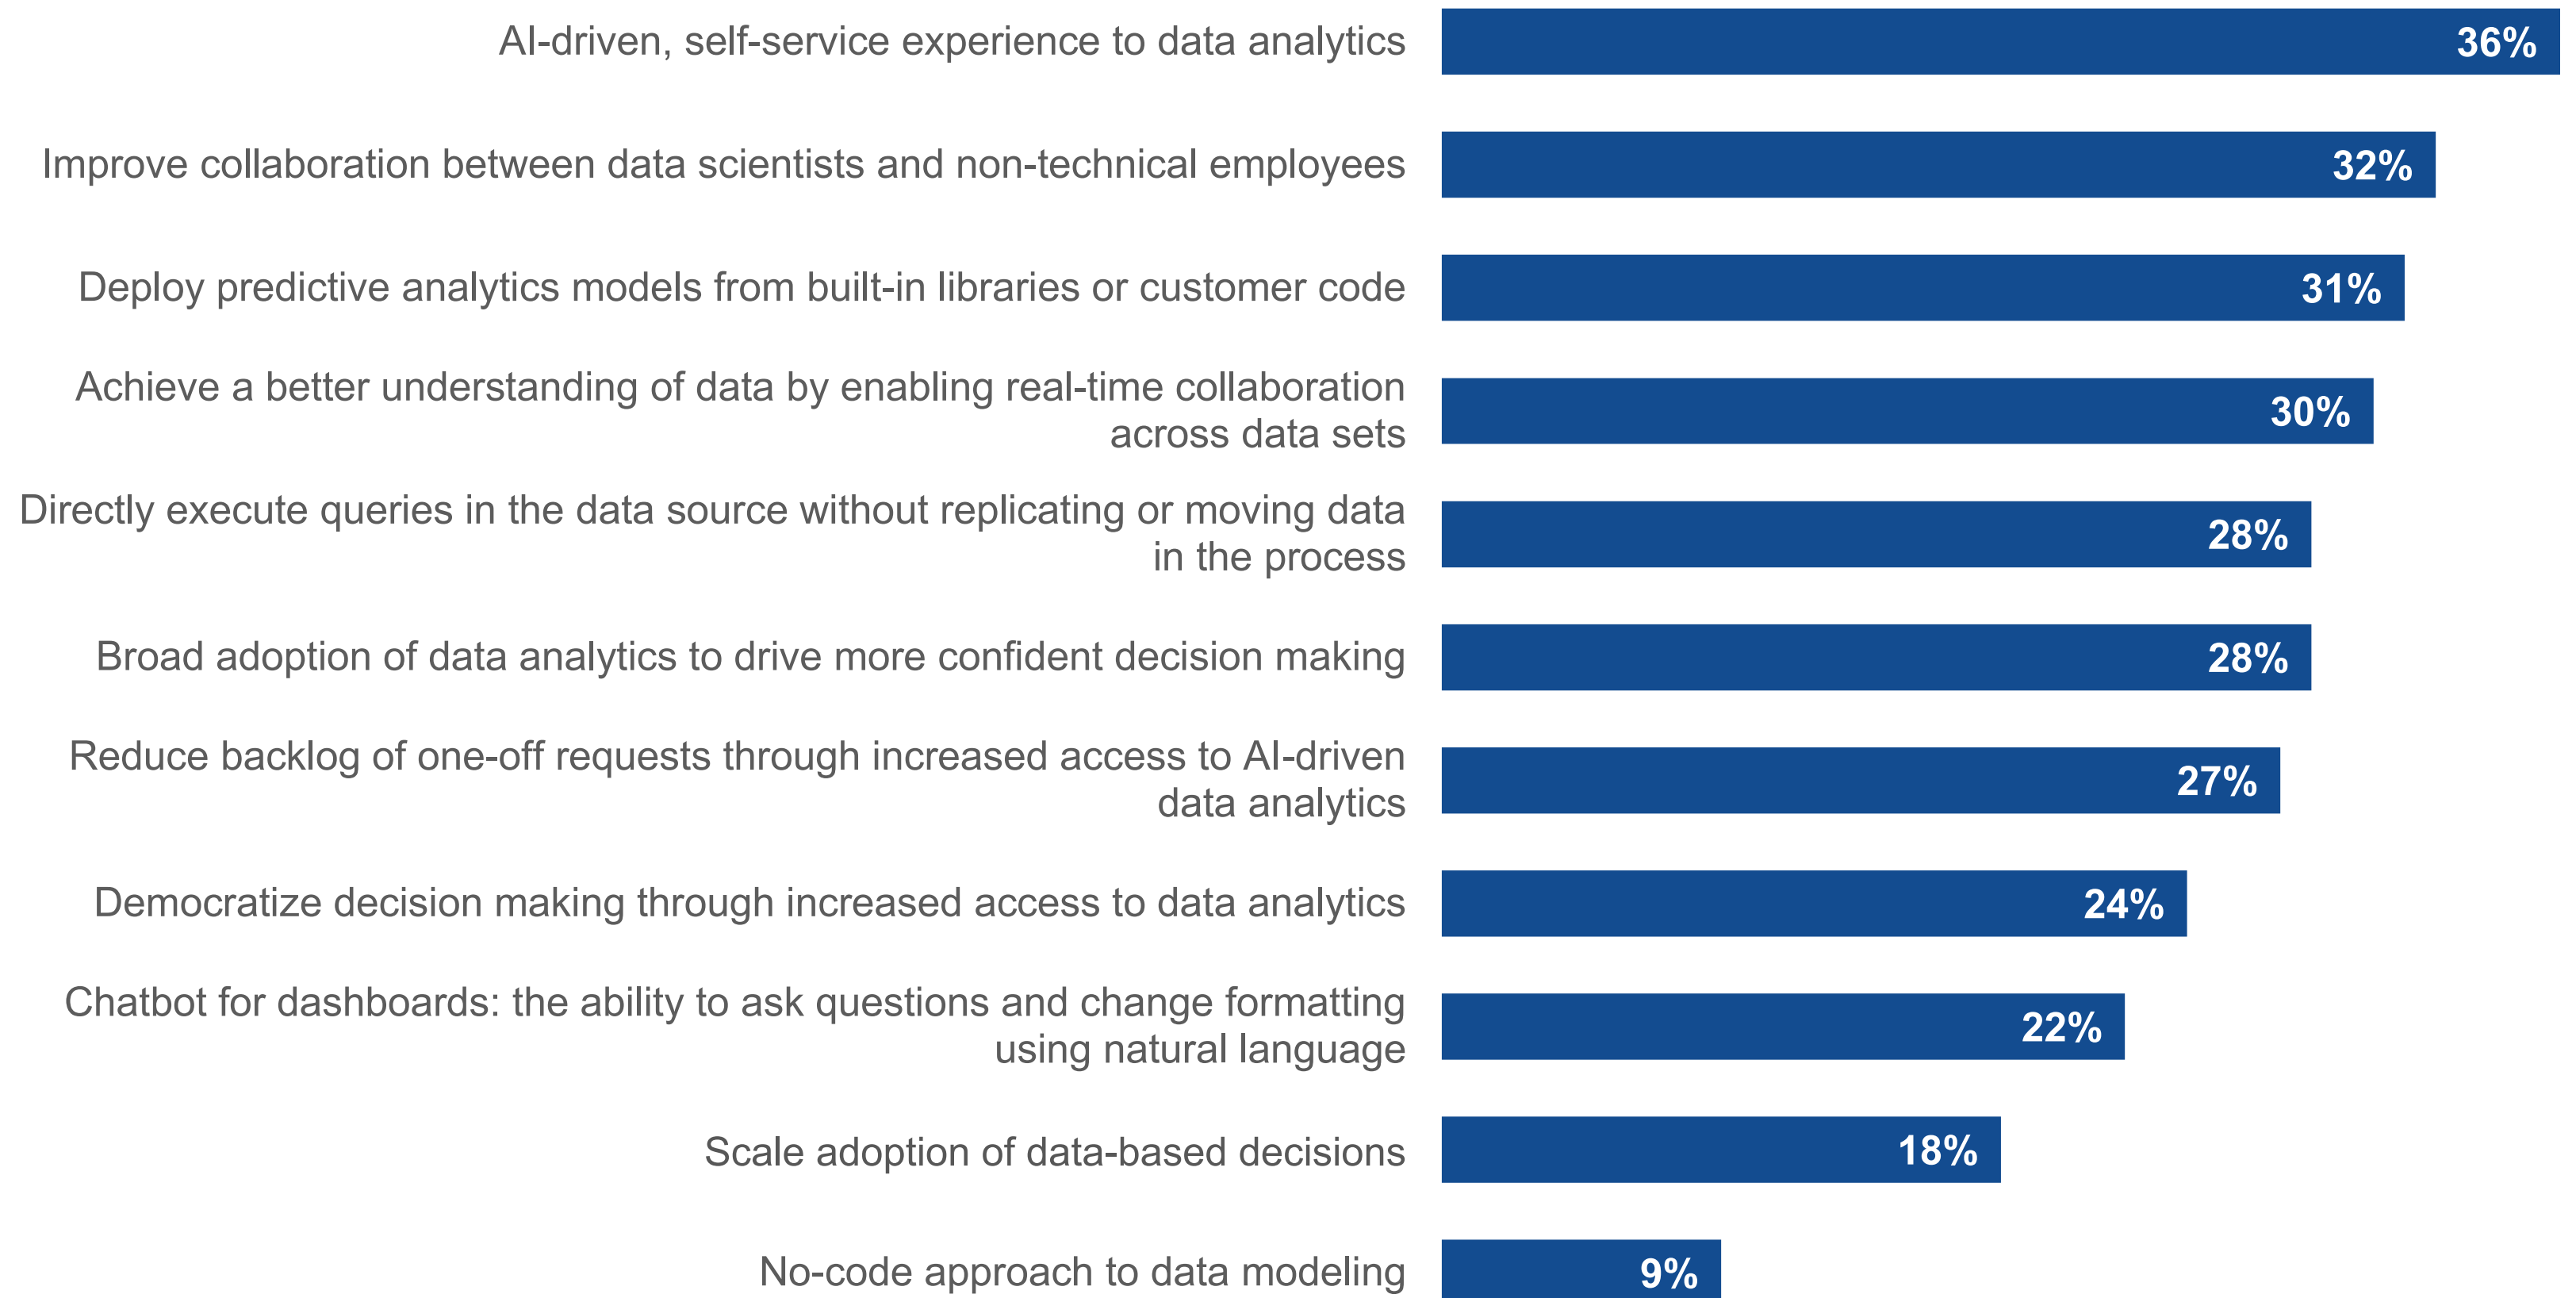 AI-driven, self-service experience to data analytics
36%
Improve collaboration between data scientists and non-technical employees
32%
Deploy predictive analytics models from built-in libraries or customer code
31%
Achieve a better understanding of data by enabling real-time collaboration
across data sets
30%
Directly execute queries in the data source without replicating or moving data
in the process
28%
Broad adoption of data analytics to drive more confident decision making
28%
Reduce backlog of one-off requests through increased access to AI-driven
data analytics
27%
Democratize decision making through increased access to data analytics
24%
Chatbot for dashboards: the ability to ask questions and change formatting
using natural language
22%
Scale adoption of data-based decisions
18%
No-code approach to data modeling
9%